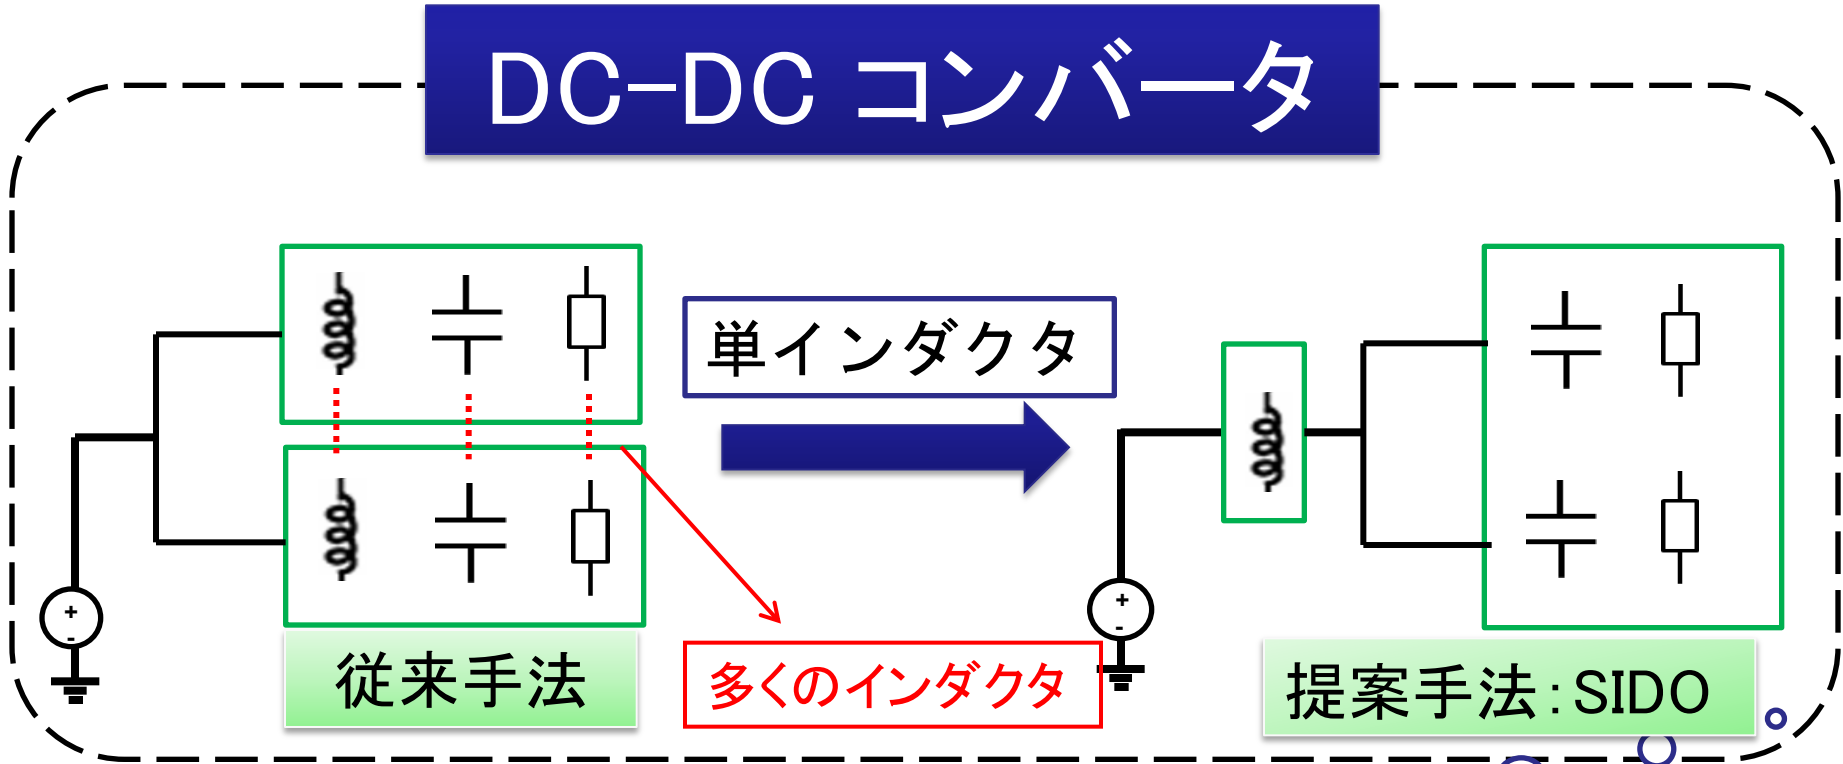 DC-DC コンバータ
単インダクタ
+
-
従来手法
多くのインダクタ
+
-
提案手法：SIDO